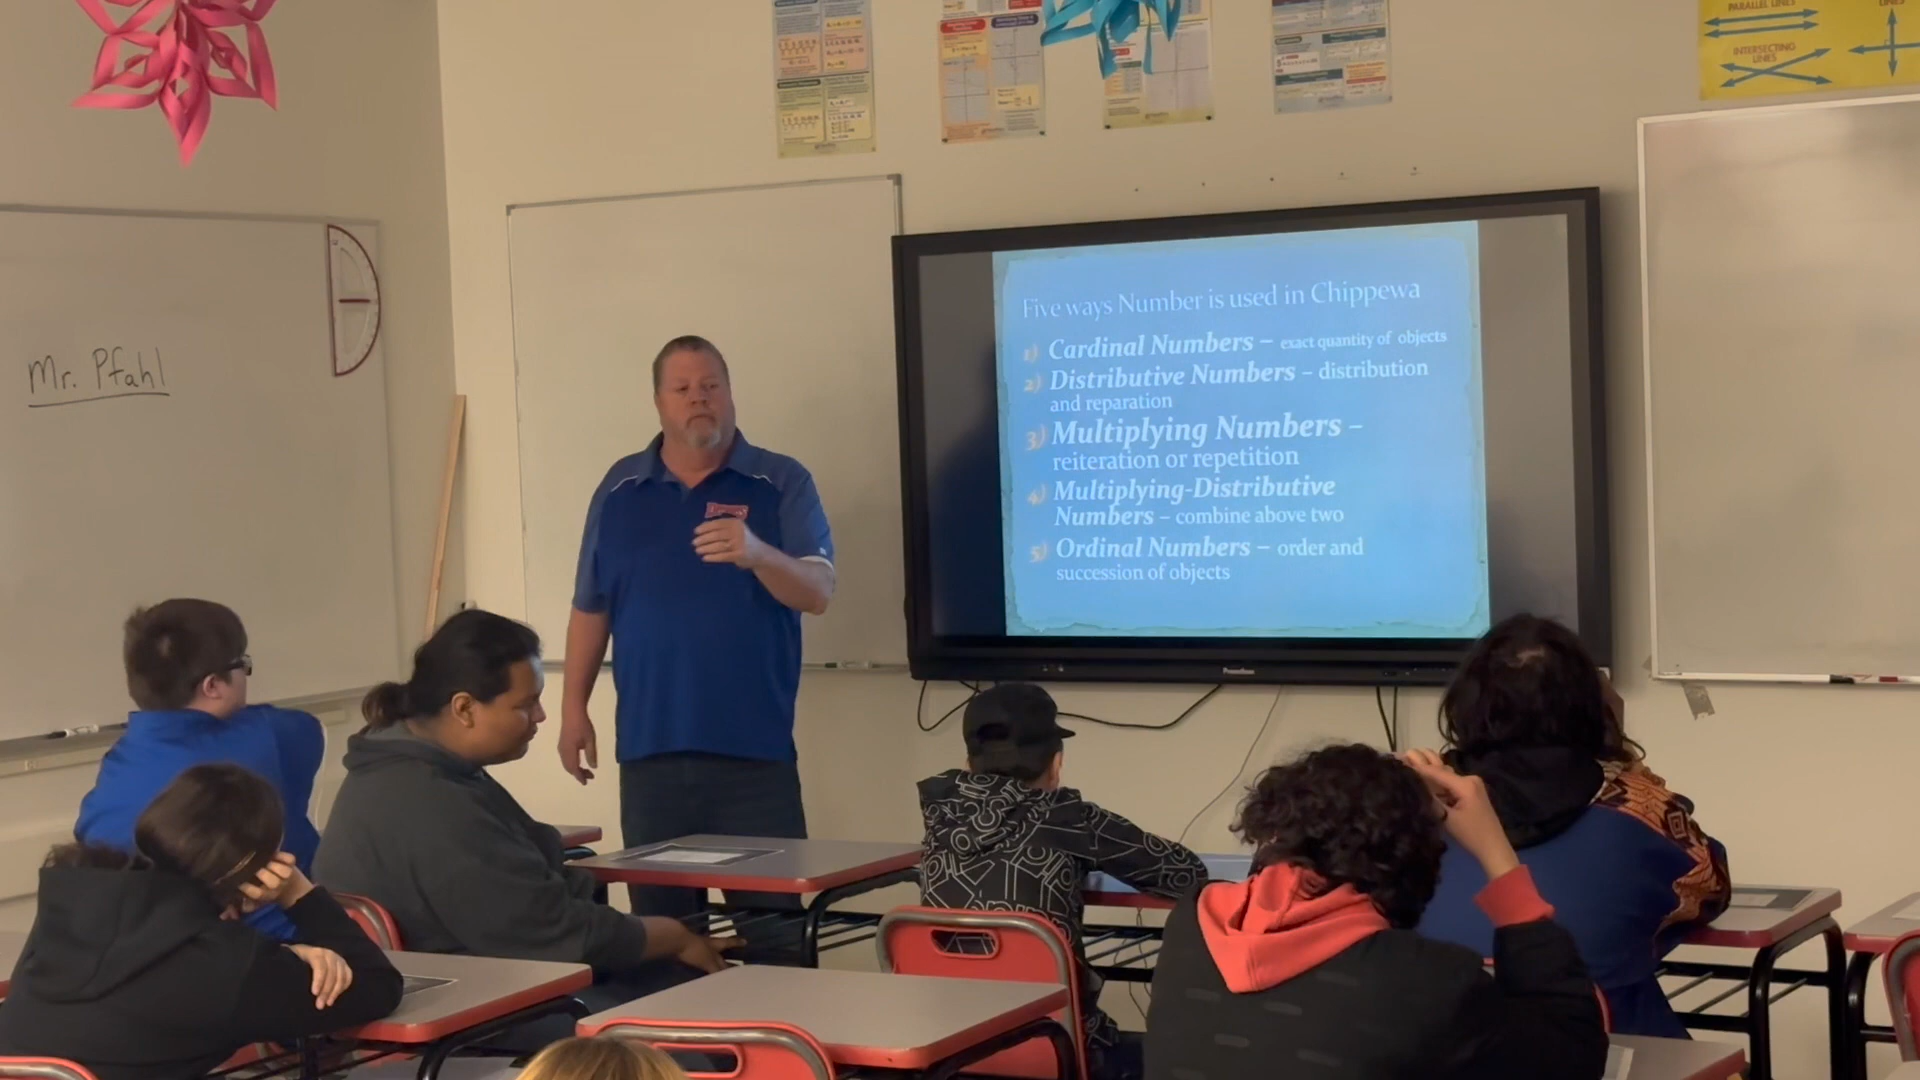 PARALLEL LINES
LINES
INTERSECTING
LINES
Mr. Pfahl
Five ways Number is used in Chippewa
1) Cardinal Numbers – exact quantity of objects
2) Distributive Numbers – distribution
and reparation
3) Multiplying Numbers –
reiteration or repetition
4) Multiplying-Distributive
Numbers – combine above two
5) Ordinal Numbers – order and
succession of objects
Promethean